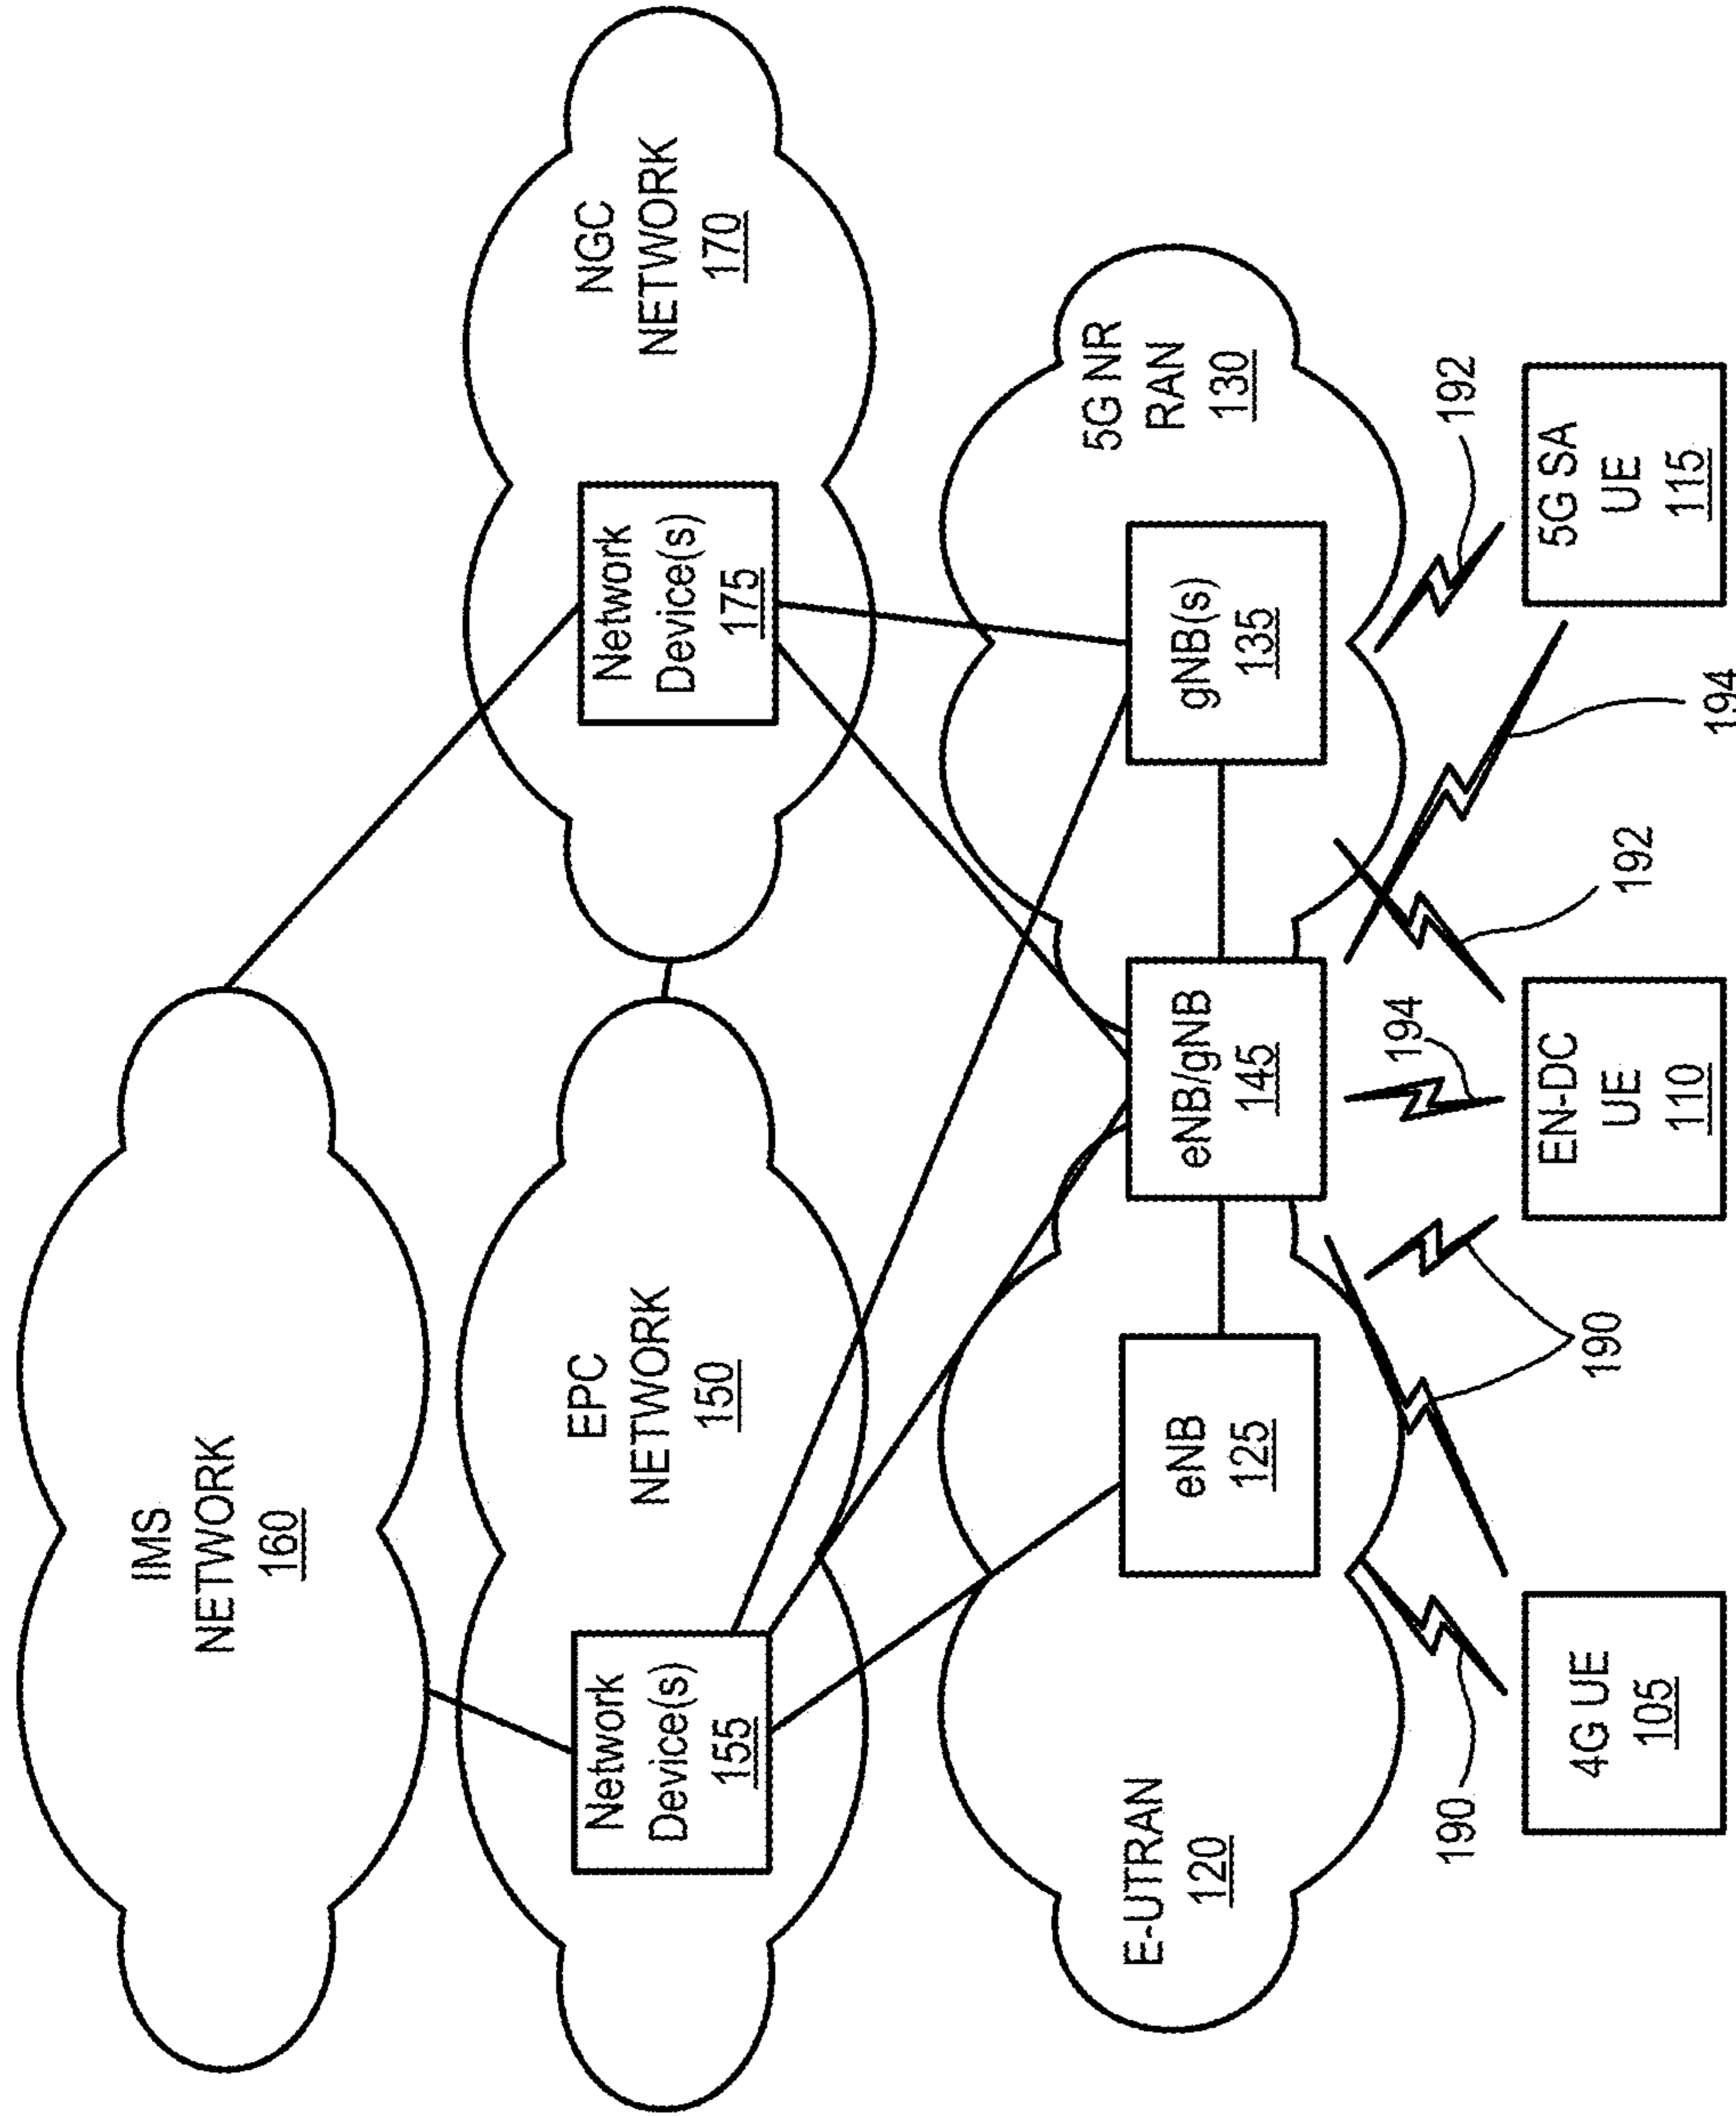 IMS
NETWORK
160
EPC
NETWORK
150
Network
Device(s)
155
NGC
NETWORK
170
Network
Device(s)
175
E-UTRAN
120
eNB
125
eNB/gNB
145
gNB(s)
135
5G NR
RAN
130
190
190
194
192
194
192
4G UE
105
EN-DC
UE
110
5G SA
UE
115